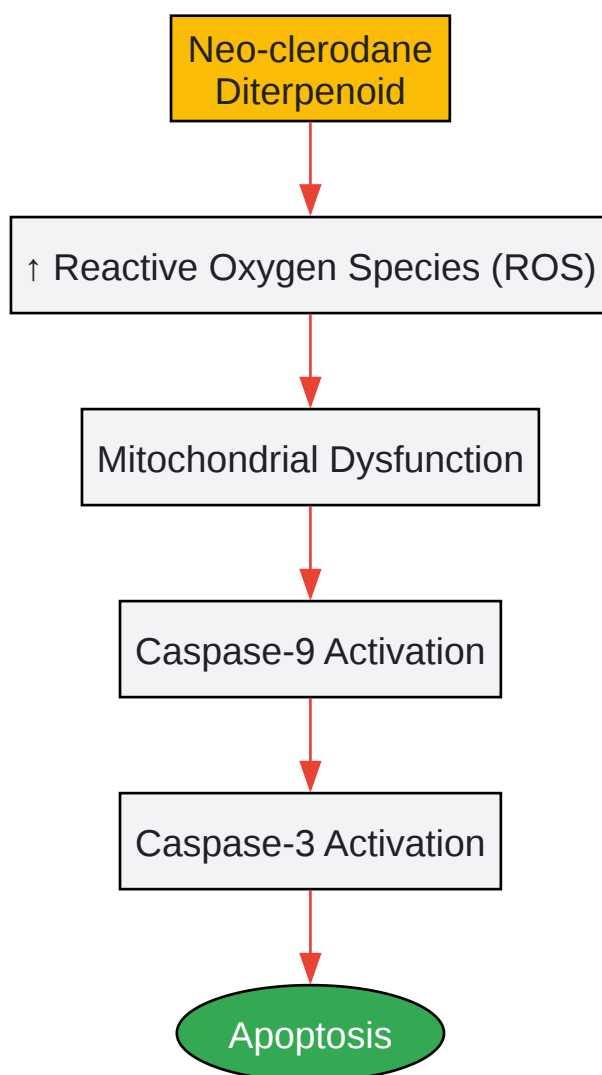 Neo-clerodane
Diterpenoid
↑ Reactive Oxygen Species (ROS)
Mitochondrial Dysfunction
Caspase-9 Activation
Caspase-3 Activation
Apoptosis